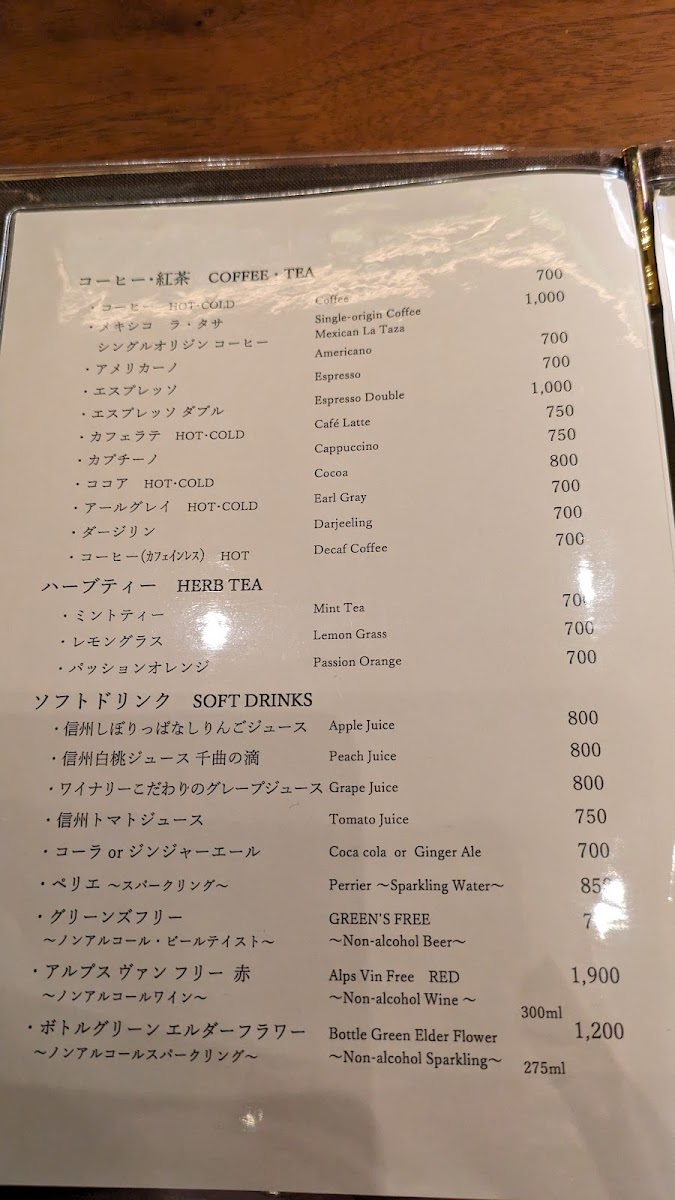 コーヒー・紅茶 COFFEE・TEA
・コーヒー HOT・COLD Coffee 700
・メキシコ ラ・タサ Single-origin Coffee 1,000
シングルオリジン コーヒー Mexican La Taza
・アメリカーノ Americano 700
・エスプレッソ Espresso 700
・エスプレッソ ダブル Espresso Double 1,000
・カフェラテ HOT・COLD Café Latte 750
・カプチーノ Cappuccino 750
・ココア HOT・COLD Cocoa 800
・アールグレイ HOT・COLD Earl Gray 700
・ダージリン Darjeeling 700
・コーヒー(カフェインレス) HOT Decaf Coffee 700
ハーブティー HERB TEA
・ミントティー Mint Tea 700
・レモングラス Lemon Grass 700
・パッションオレンジ Passion Orange 700
ソフトドリンク SOFT DRINKS
・信州しぼりっぱなしりんごジュース Apple Juice 800
・信州白桃ジュース 千曲の滴 Peach Juice 800
・ワイナリーこだわりのグレープジュース Grape Juice 800
・信州トマトジュース Tomato Juice 750
・コーラ or ジンジャーエール Coca cola or Ginger Ale 700
・ペリエ ～スパークリング～ Perrier ～Sparkling Water～ 850
・グリーンズフリー GREEN'S FREE
～ノンアルコール・ビールテイスト～ ～Non-alcohol Beer～
・アルプス ヴァン フリー 赤 Alps Vin Free RED 1,900
～ノンアルコールワイン～ ～Non-alcohol Wine ～ 300ml
・ボトルグリーン エルダーフラワー Bottle Green Elder Flower 1,200
～ノンアルコールスパークリング～ ～Non-alcohol Sparkling～ 275ml